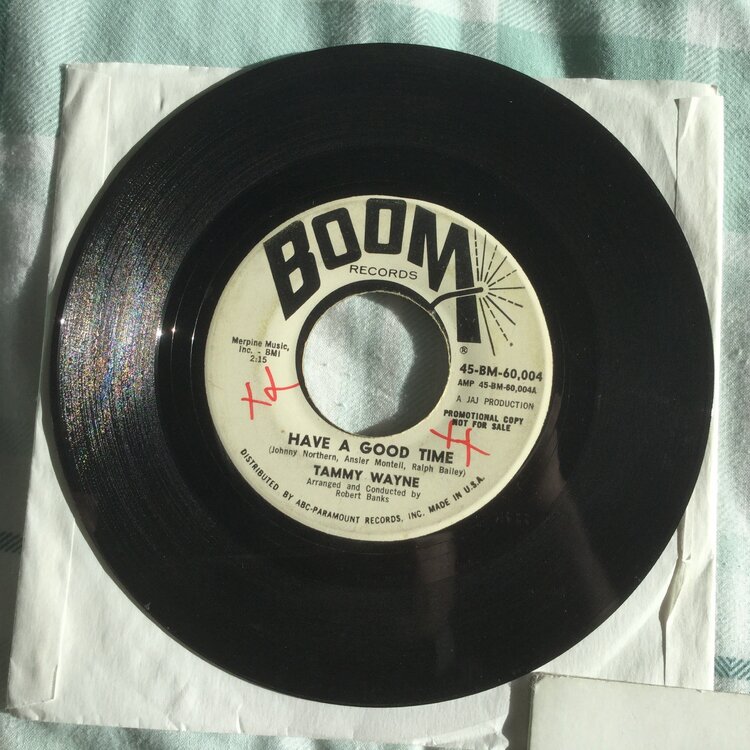 BOOM
RECORDS
®
Merpine Music,
Inc. - BMI
2:15
45-BM-60,004
AMP 45-BM-60,004A
A JAJ PRODUCTION
PROMOTIONAL COPY
NOT FOR SALE
HAVE A GOOD TIME
(Johnny Northern, Ansler Montell, Ralph Bailey)
TAMMY WAYNE
Arranged and Conducted by
Robert Banks
DISTRIBUTED BY ABC-PARAMOUNT RECORDS, INC. MADE IN U.S.A.